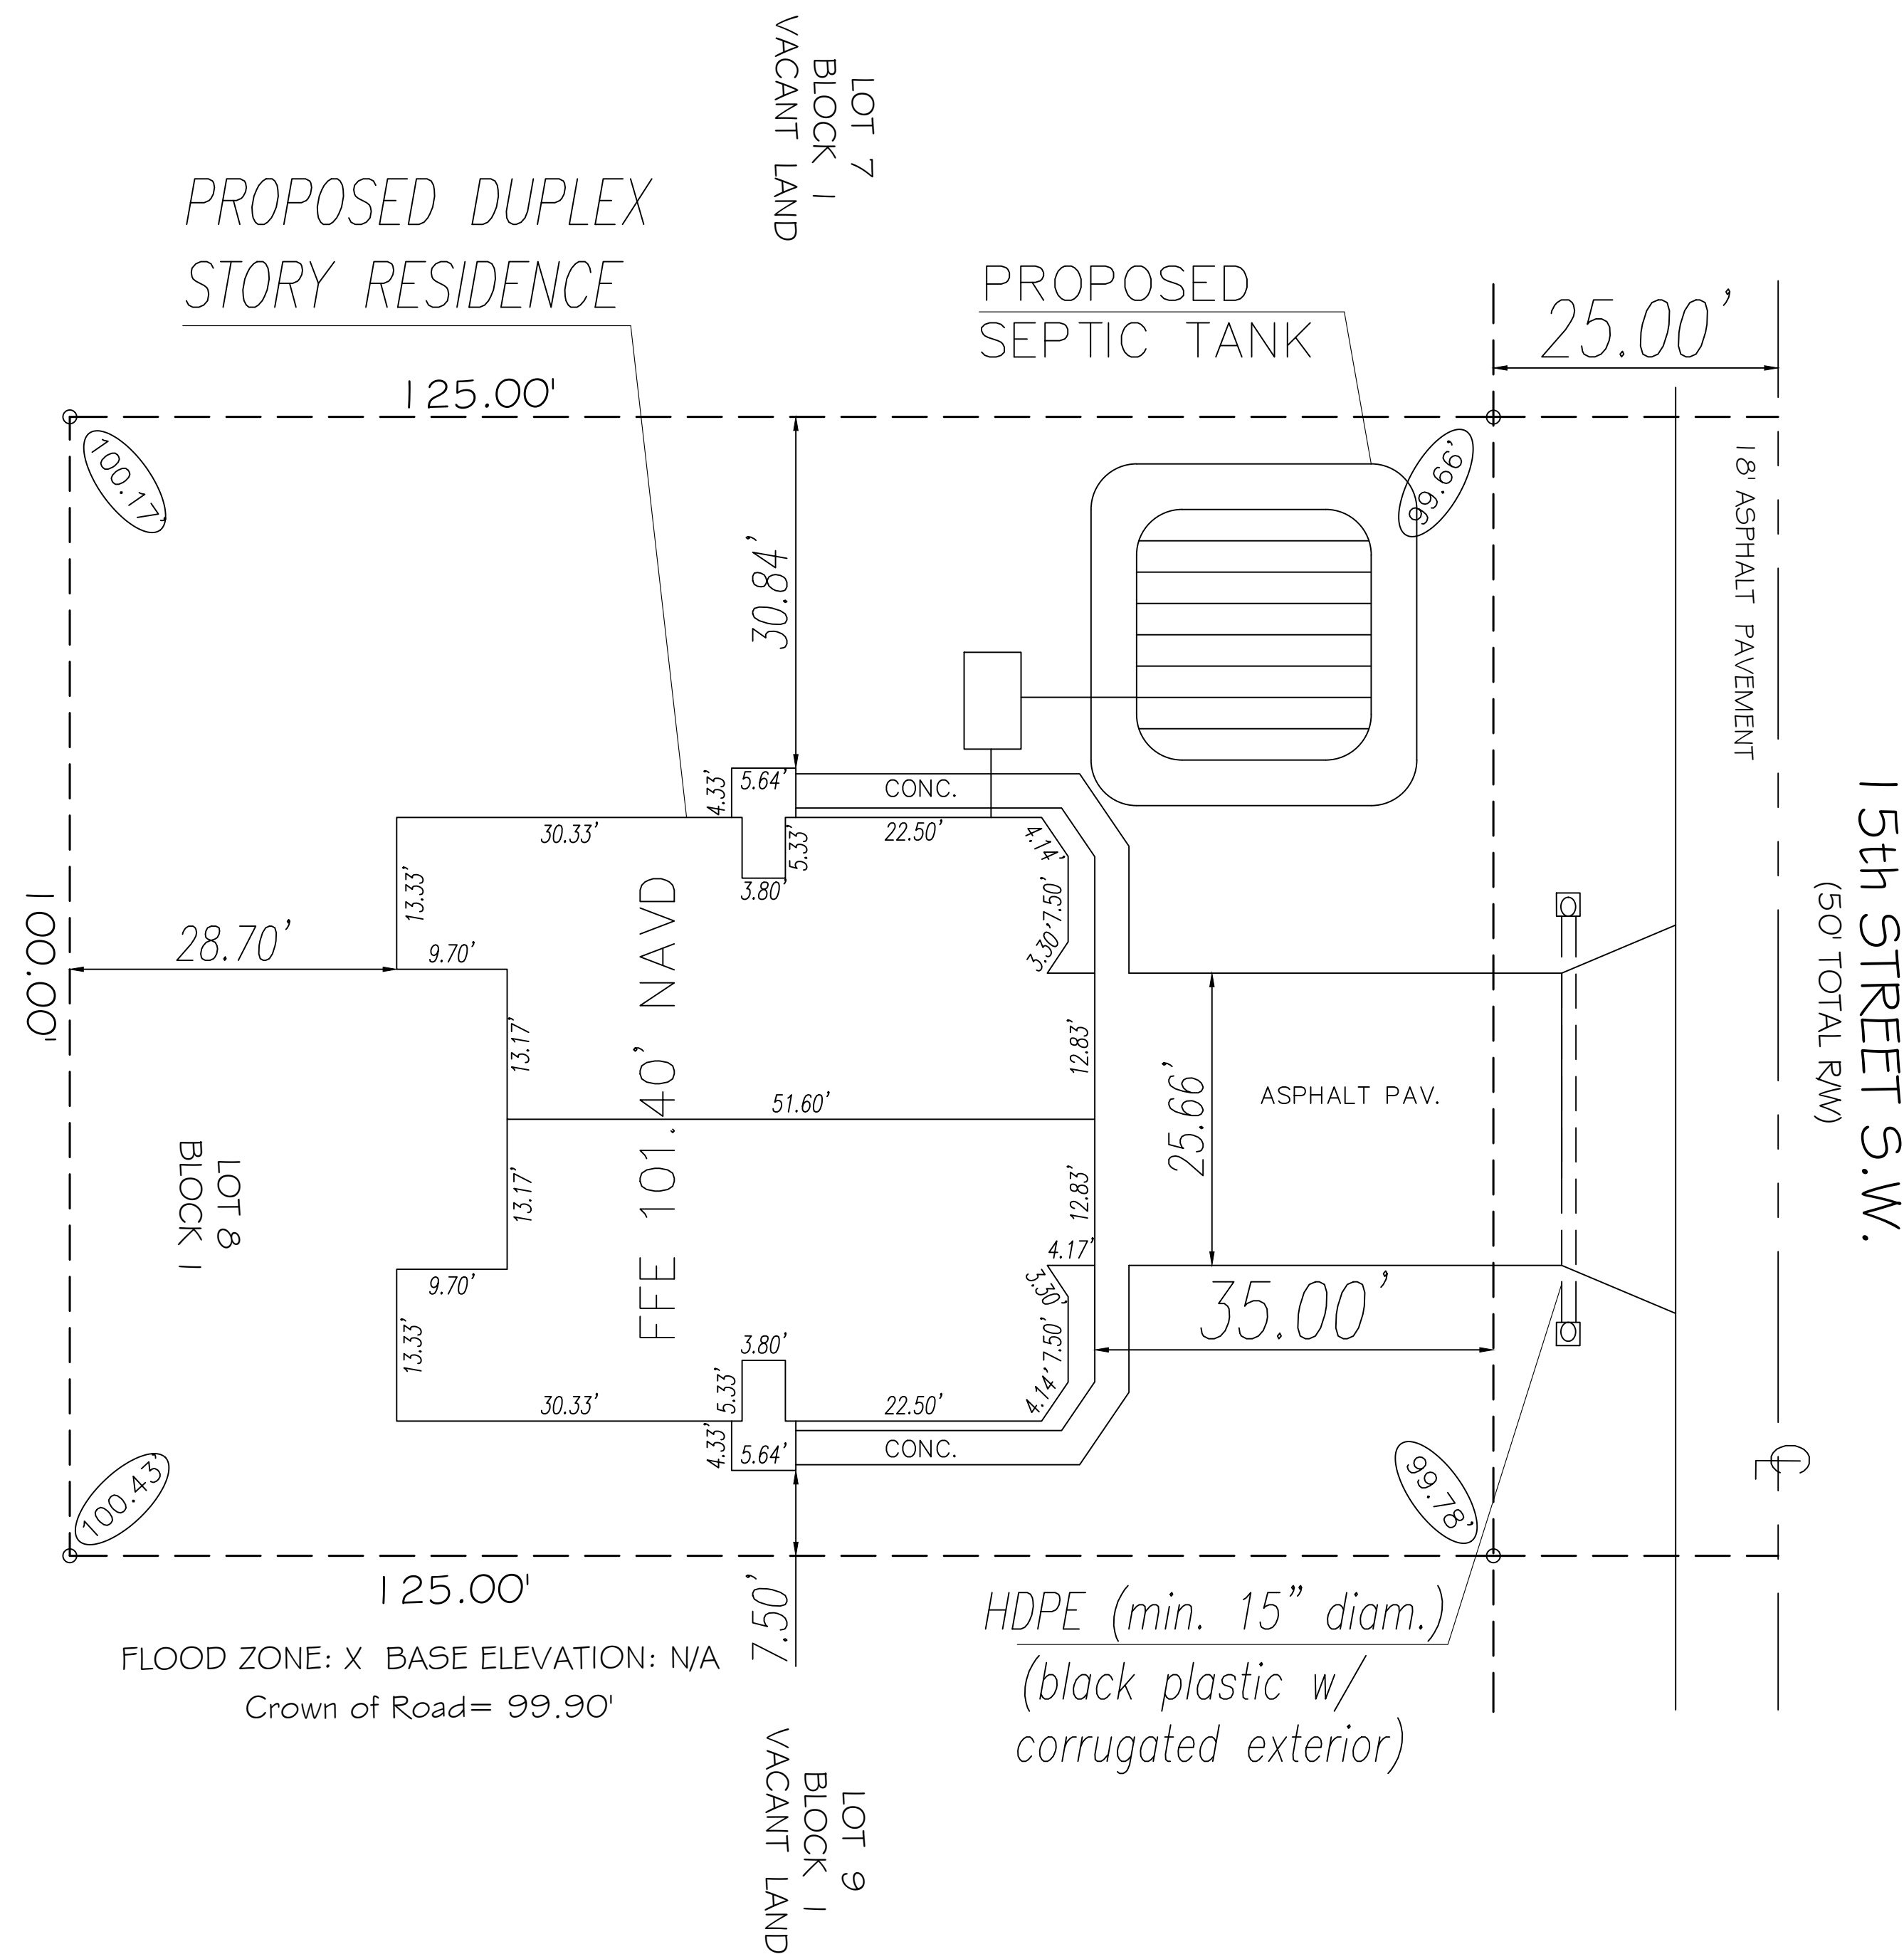 LOT 7
BLOCK 1
VACANT LAND
PROPOSED DUPLEX
STORY RESIDENCE
PROPOSED
SEPTIC TANK
25.00'
125.00'
100.17'
99.66'
18' ASPHALT PAVEMENT
15th STREET S.W.
(50' TOTAL R/W)
30.84'
4.33'
5.64'
CONC.
30.33'
5.33'
22.50'
4.14'
3.80'
7.50'
3.30'
13.33'
9.70'
28.70'
100.00'
13.17'
12.83'
FFE 101.40' NAVD
51.60'
25.66'
ASPHALT PAV.
LOT 8
BLOCK 1
13.17'
12.83'
4.17'
3.30'
9.70'
35.00'
13.33'
3.80'
7.50'
5.33'
4.14'
30.33'
22.50'
4.33'
5.64'
CONC.
CL
100.43'
99.78'
125.00'
7.50'
HDPE (min. 15" diam.)
(black plastic w/
corrugated exterior)
FLOOD ZONE: X BASE ELEVATION: N/A
Crown of Road= 99.90'
LOT 9
BLOCK 1
VACANT LAND